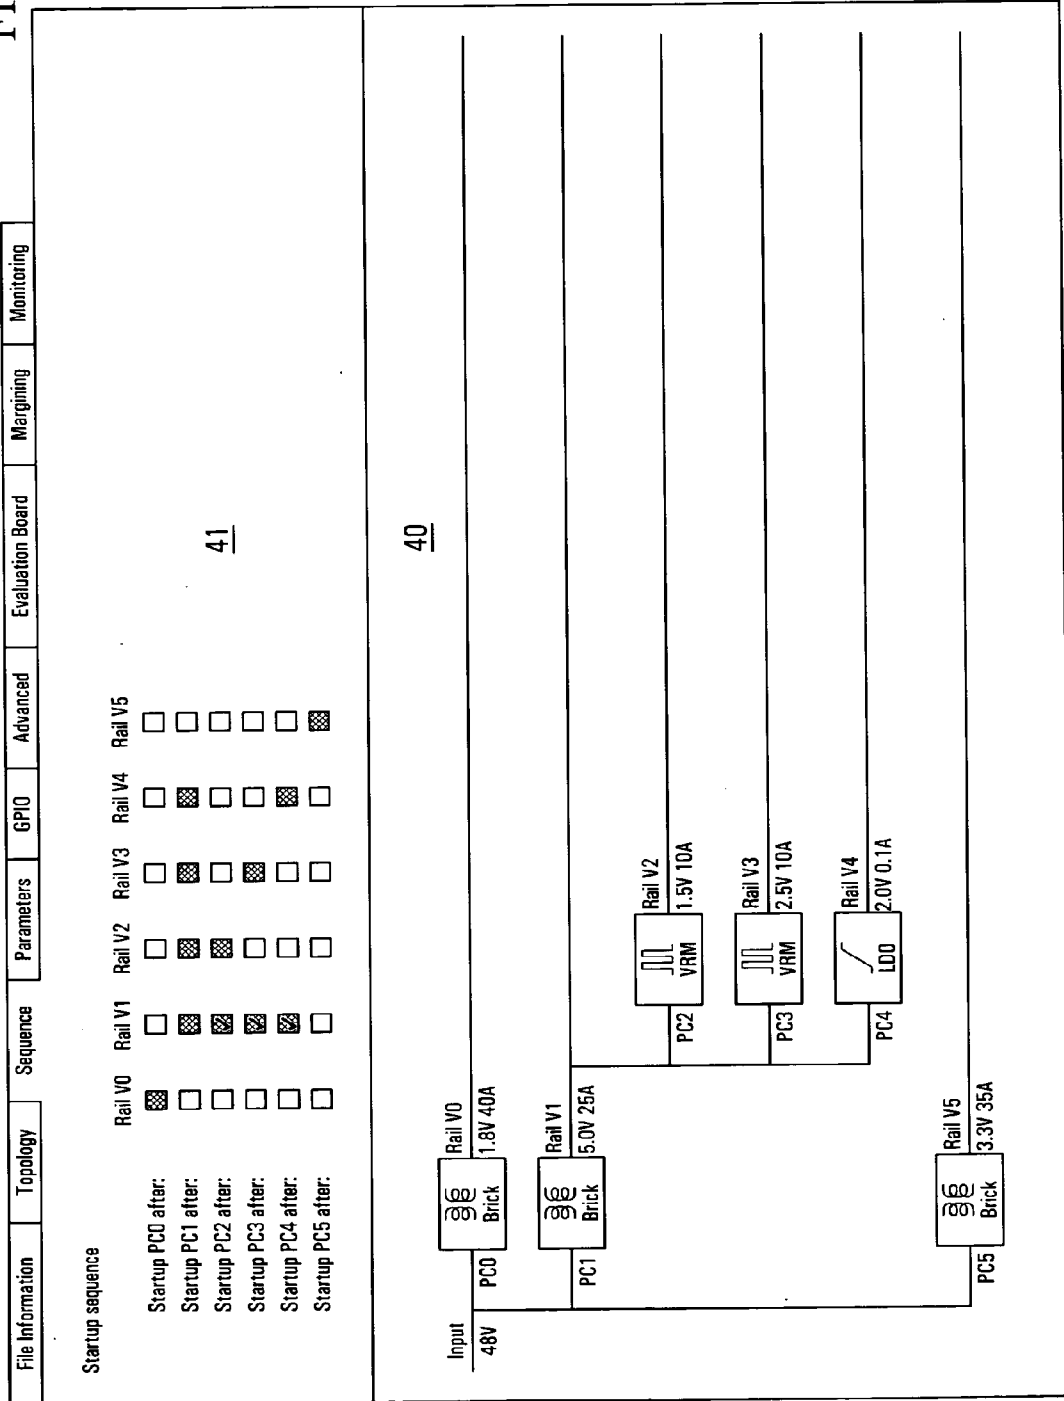 File Information Topology Sequence Parameters GPIO Advanced Evaluation Board Margining Monitoring
Startup sequence
Rail V0 Rail V1 Rail V2 Rail V3 Rail V4 Rail V5
Startup PC0 after:
Startup PC1 after:
Startup PC2 after:
Startup PC3 after:
Startup PC4 after:
Startup PC5 after:
41
40
Input
48V
PC0
Brick
Rail V0
1.8V 40A
PC1
Brick
Rail V1
5.0V 25A
PC2
VRM
Rail V2
1.5V 10A
PC3
VRM
Rail V3
2.5V 10A
PC4
LDO
Rail V4
2.0V 0.1A
PC5
Brick
Rail V5
3.3V 35A